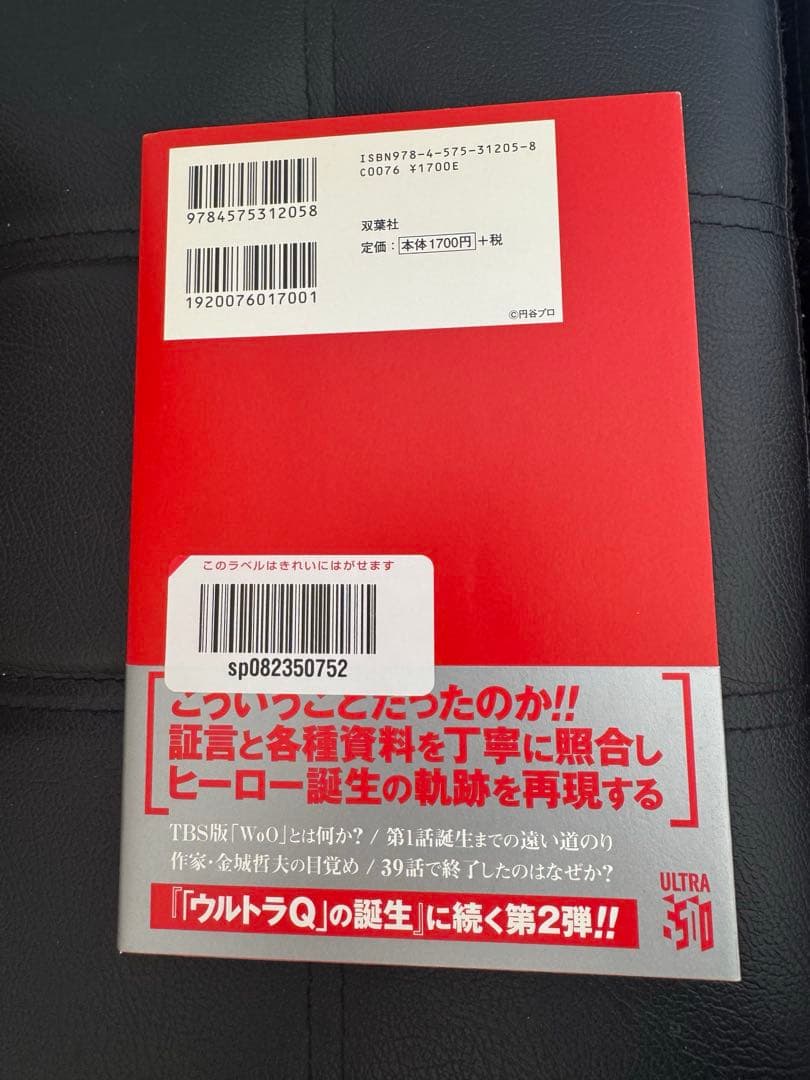 ISBN978-4-575-31205-8
C0076 ¥1700E
9784575312058
双葉社
定価：本体1700円＋税
1920076017001
©円谷プロ
このラベルはきれいにはがせます
sp082350752
こういうことだったのか!!
証言と各種資料を丁寧に照合し
ヒーロー誕生の軌跡を再現する
TBS版「WoO」とは何か？/ 第1話誕生までの遠い道のり
作家・金城哲夫の目覚め / 39話で終了したのはなぜか？
『「ウルトラQ」の誕生』に続く第2弾!!
ULTRA